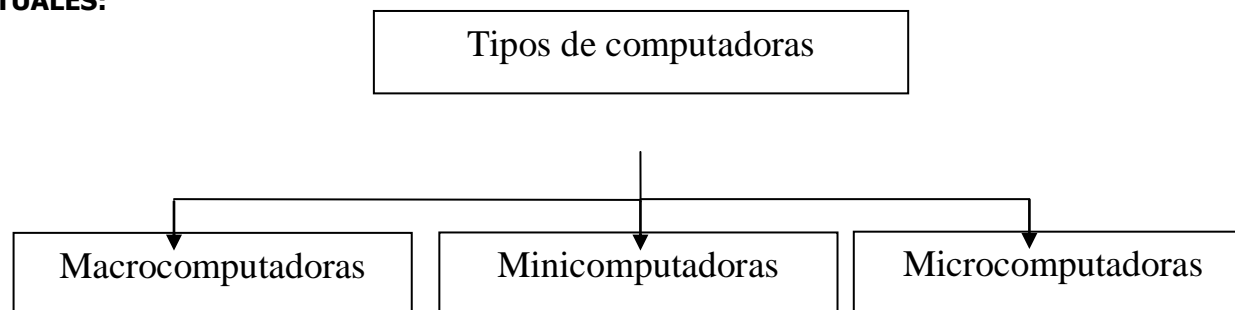 TUALES:
Tipos de computadoras
Macrocomputadoras
Minicomputadoras
Microcomputadoras